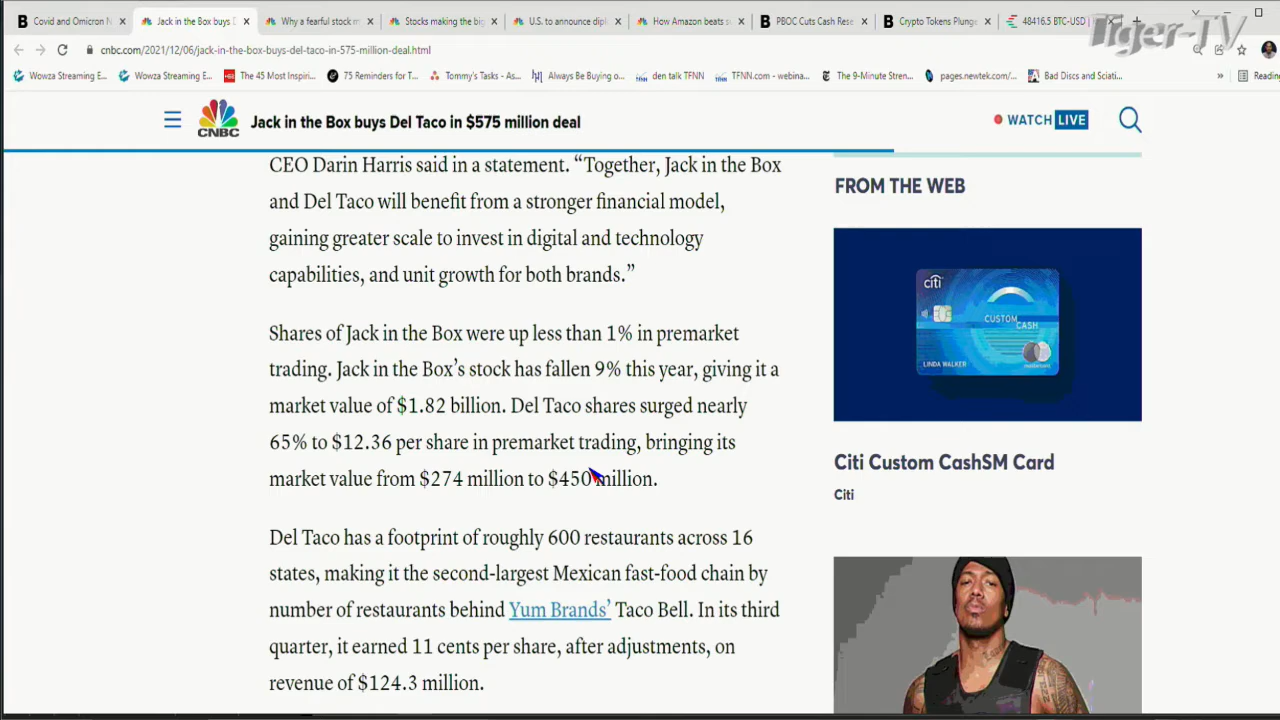 Covid and Omicron N
Jack in the Box buys D
Why a fearful stock m
Stocks making the big
U.S. to announce dipl
How Amazon beats s
PBOC Cuts Cash Rese
Crypto Tokens Plunge
48416.5 BTC-USD
Tiger-TV
cnbc.com/2021/12/06/jack-in-the-box-buys-del-taco-in-575-million-deal.html
Wowza Streaming E...
Wowza Streaming E...
The 45 Most Inspiri...
75 Reminders for T...
Tommy's Tasks - As...
Always Be Buying o...
den talk TFNN
TFNN.com - webina...
The 9-Minute Stren...
pages.newtek.com/...
Bad Discs and Sciati...
»
Reading
CNBC
Jack in the Box buys Del Taco in $575 million deal
WATCH LIVE
CEO Darin Harris said in a statement. “Together, Jack in the Box
and Del Taco will benefit from a stronger financial model,
gaining greater scale to invest in digital and technology
capabilities, and unit growth for both brands.”
Shares of Jack in the Box were up less than 1% in premarket
trading. Jack in the Box’s stock has fallen 9% this year, giving it a
market value of $1.82 billion. Del Taco shares surged nearly
65% to $12.36 per share in premarket trading, bringing its
market value from $274 million to $450 million.
Del Taco has a footprint of roughly 600 restaurants across 16
states, making it the second-largest Mexican fast-food chain by
number of restaurants behind Yum Brands’ Taco Bell. In its third
quarter, it earned 11 cents per share, after adjustments, on
revenue of $124.3 million.
FROM THE WEB
citi
CUSTOM
CASH
LINDA WALKER
Citi Custom CashSM Card
Citi